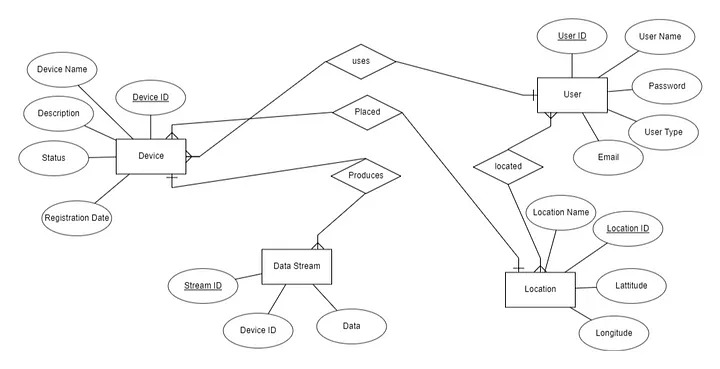 User ID
User Name
uses
Device Name
Password
Device ID
User
Placed
Description
User Type
Status
Device
Email
located
Produces
Registration Date
Location Name
Location ID
Data Stream
Stream ID
Location
Lattitude
Device ID
Data
Longitude